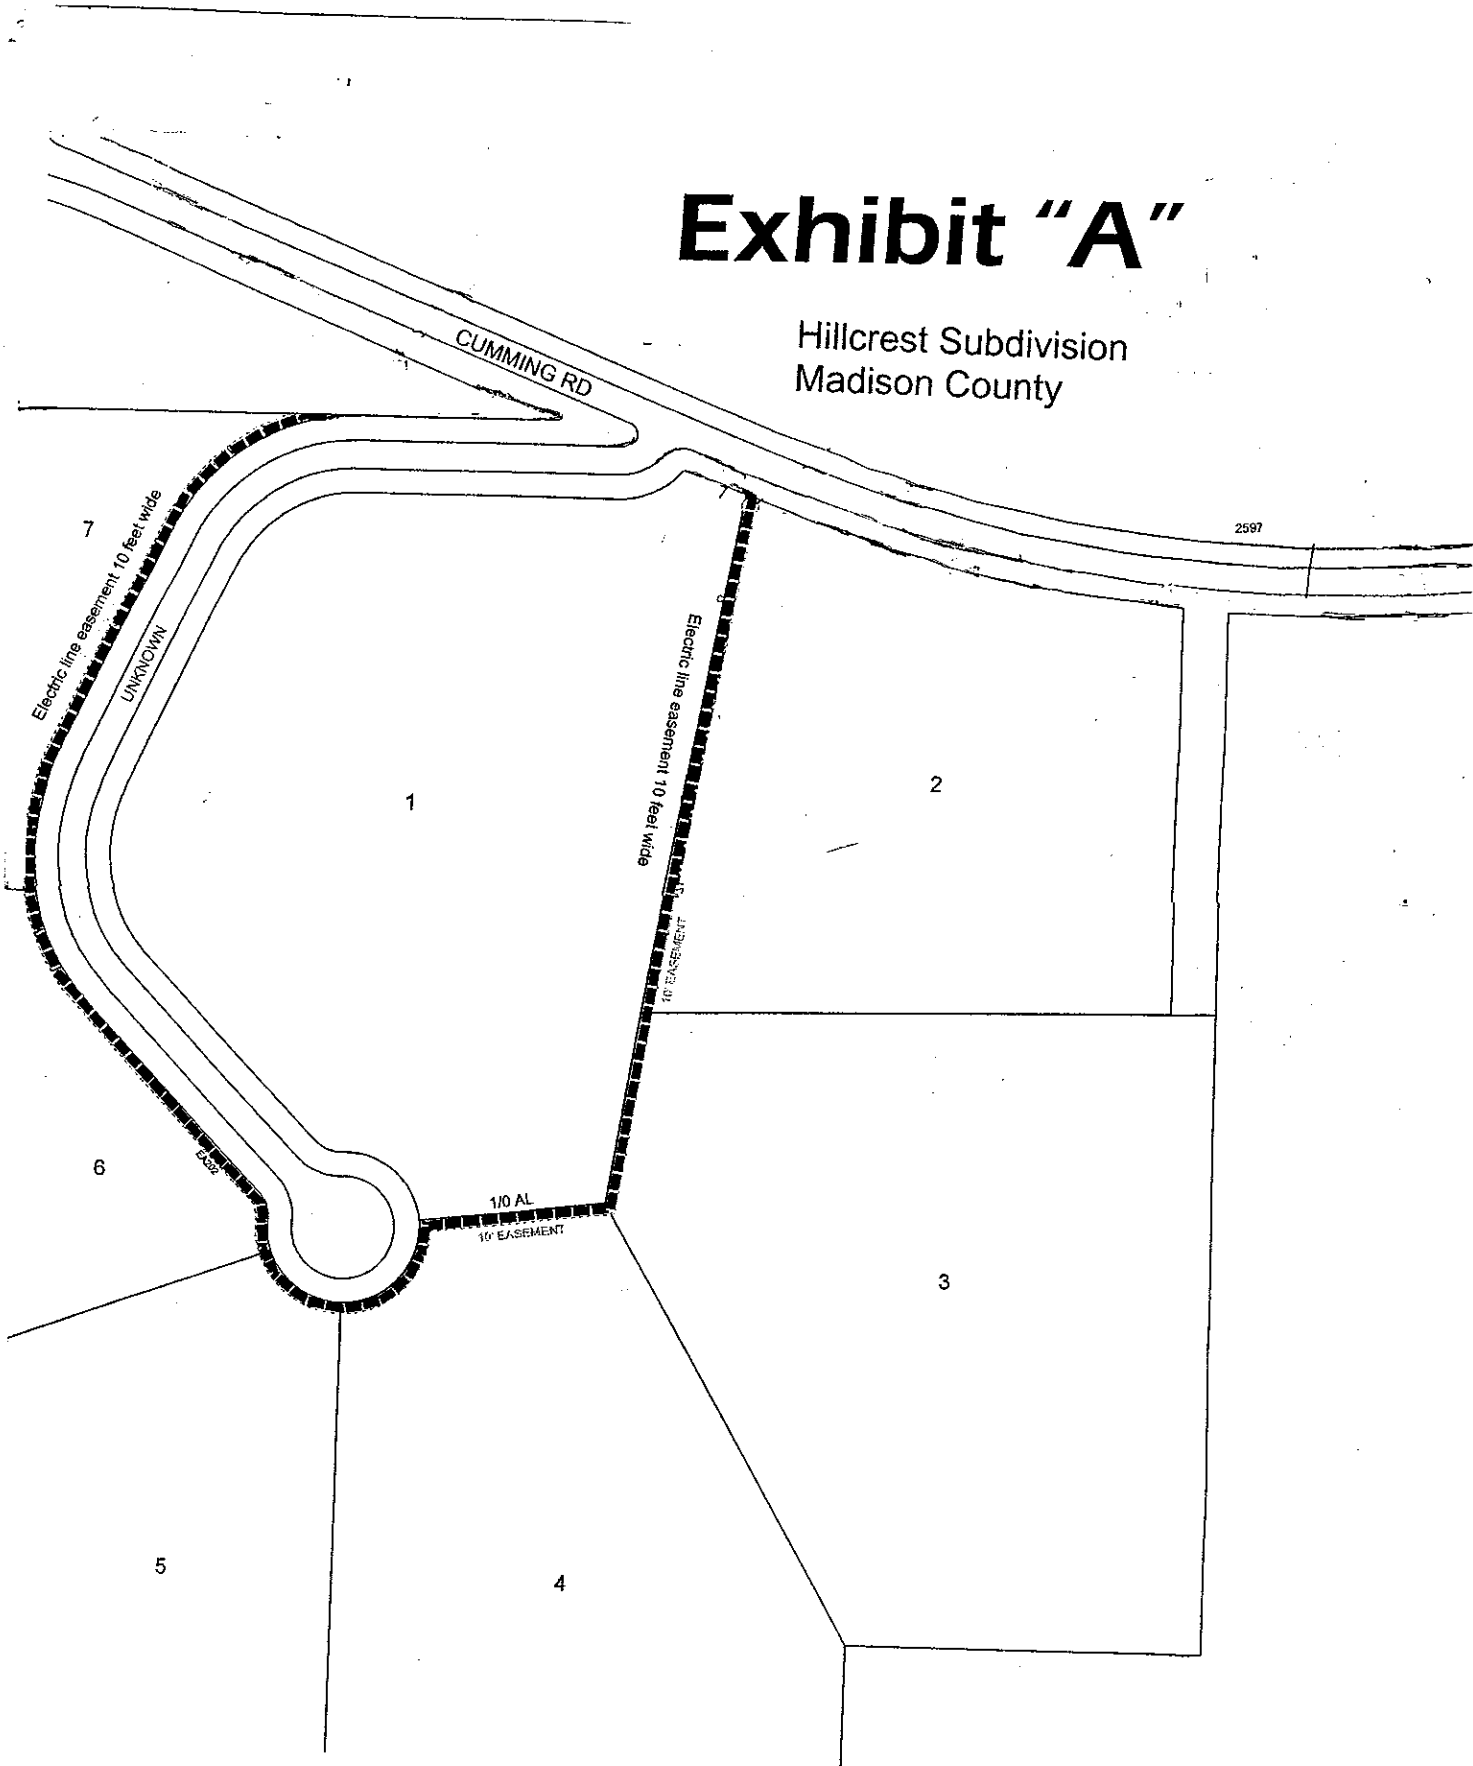 Exhibit “A”
Hillcrest Subdivision
Madison County
CUMMING RD
2597
7
Electric line easement 10 feet wide
UNKNOWN
Electric line easement 10 feet wide
1
2
10' EASEMENT
6
1/0 AL
10' EASEMENT
3
5
4